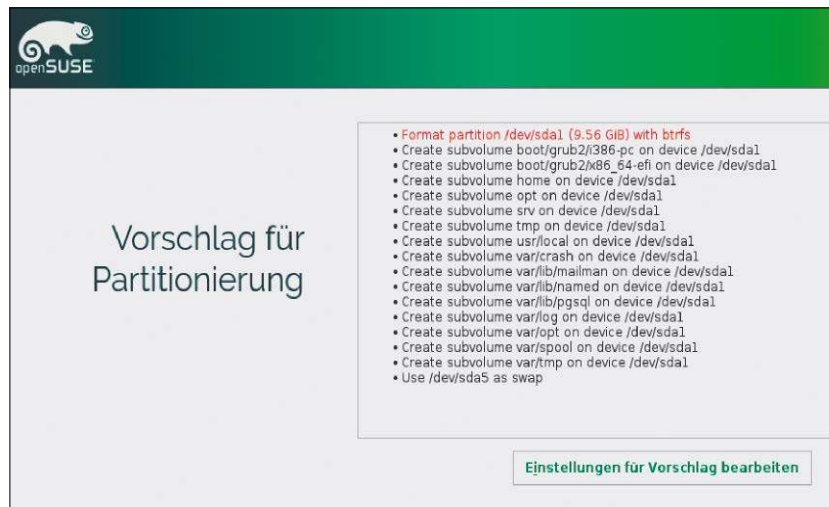 openSUSE
Vorschlag für
Partitionierung
• Format partition /dev/sda1 (9.56 GiB) with btrfs
• Create subvolume boot/grub2/i386-pc on device /dev/sda1
• Create subvolume boot/grub2/x86_64-efi on device /dev/sda1
• Create subvolume home on device /dev/sda1
• Create subvolume opt on device /dev/sda1
• Create subvolume srv on device /dev/sda1
• Create subvolume tmp on device /dev/sda1
• Create subvolume usr/local on device /dev/sda1
• Create subvolume var/crash on device /dev/sda1
• Create subvolume var/lib/mailman on device /dev/sda1
• Create subvolume var/lib/named on device /dev/sda1
• Create subvolume var/lib/pgsql on device /dev/sda1
• Create subvolume var/log on device /dev/sda1
• Create subvolume var/opt on device /dev/sda1
• Create subvolume var/spool on device /dev/sda1
• Create subvolume var/tmp on device /dev/sda1
• Use /dev/sda5 as swap
Einstellungen für Vorschlag bearbeiten